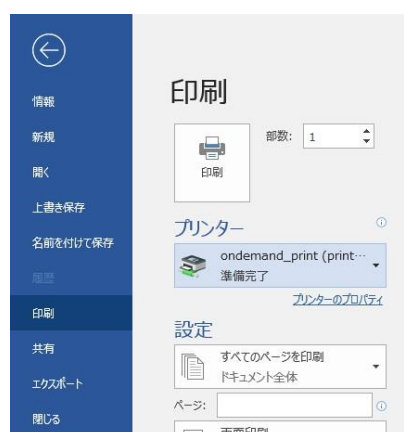 情報
新規
開く
上書き保存
名前を付けて保存
履歴
印刷
共有
エクスポート
閉じる
印刷
印刷
部数: 1
プリンター
ondemand_print (print…
準備完了
プリンターのプロパティ
設定
すべてのページを印刷
ドキュメント全体
ページ: